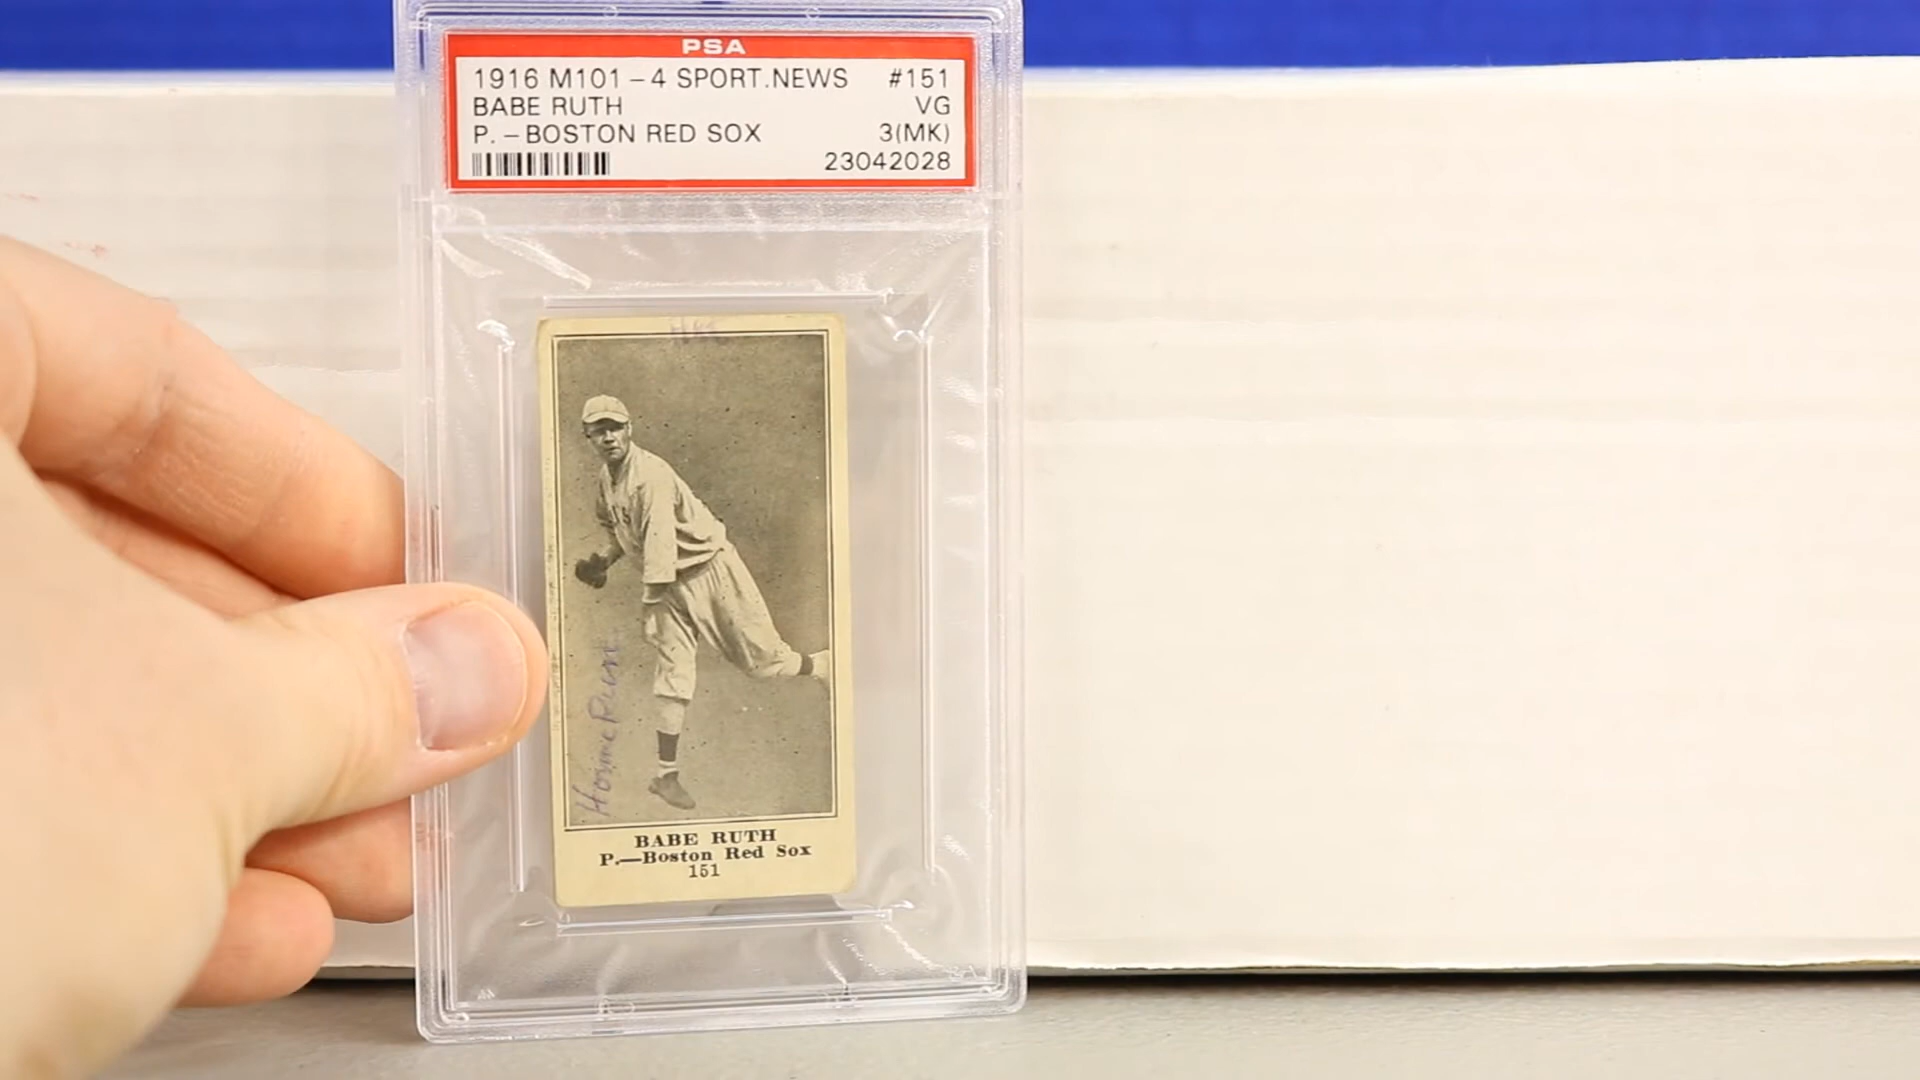 PSA
1916 M101-4 SPORT.NEWS #151
BABE RUTH VG
P.-BOSTON RED SOX 3(MK)
23042028
Home Run
BABE RUTH
P.—Boston Red Sox
151